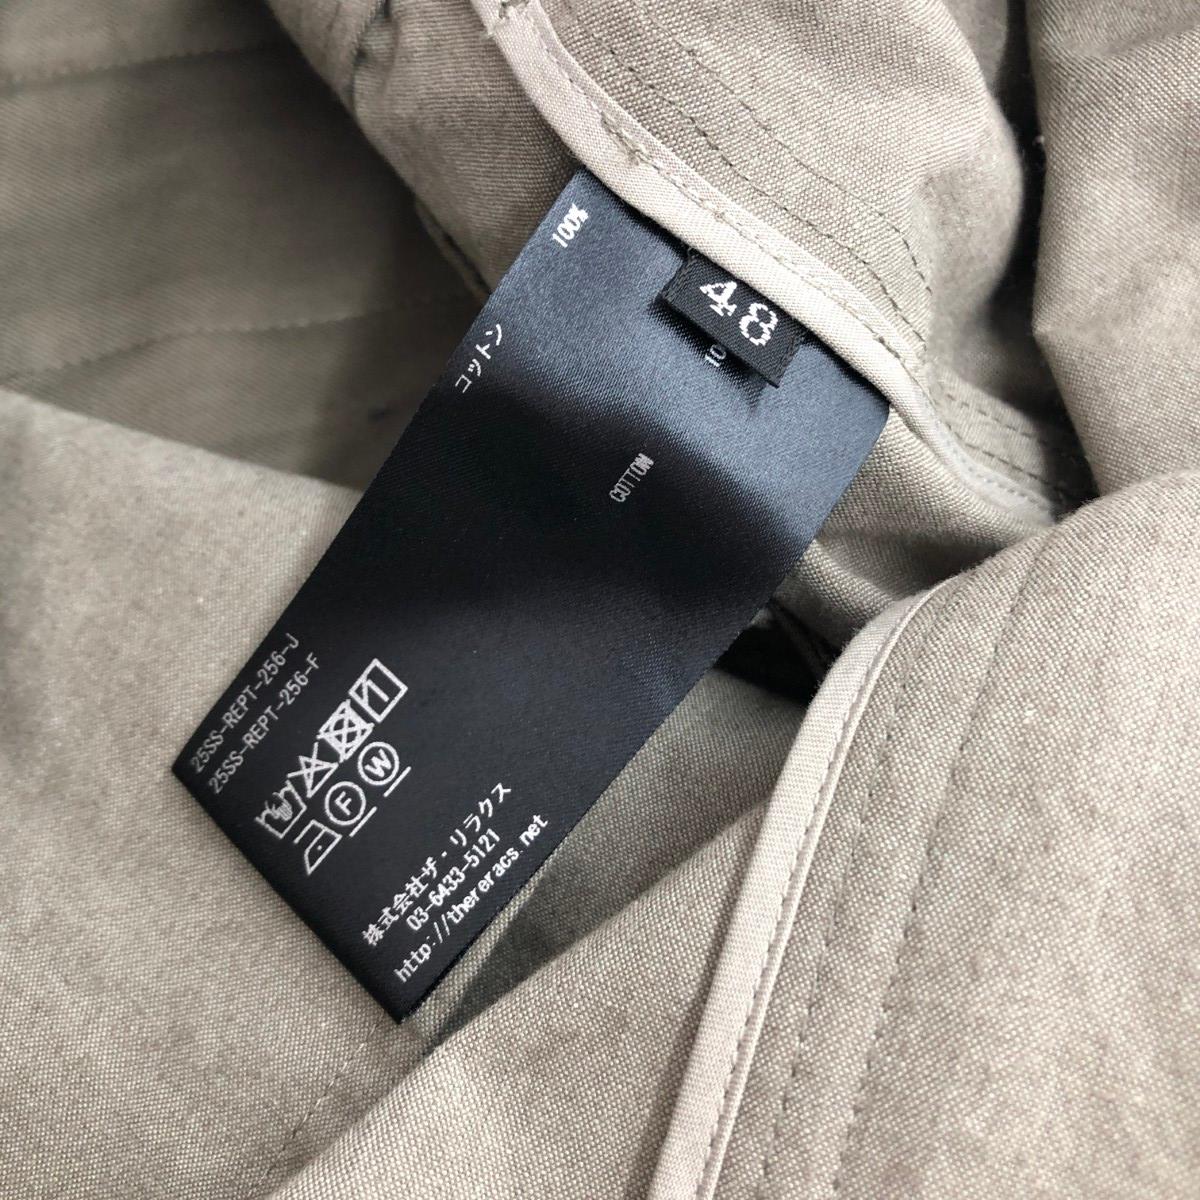 48
コットン 100%
COTTON 10
25SS-REPT-256-J
25SS-REPT-256-F
F W
株式会社ザ・リラクス
03-6433-5121
http://thereracs.net